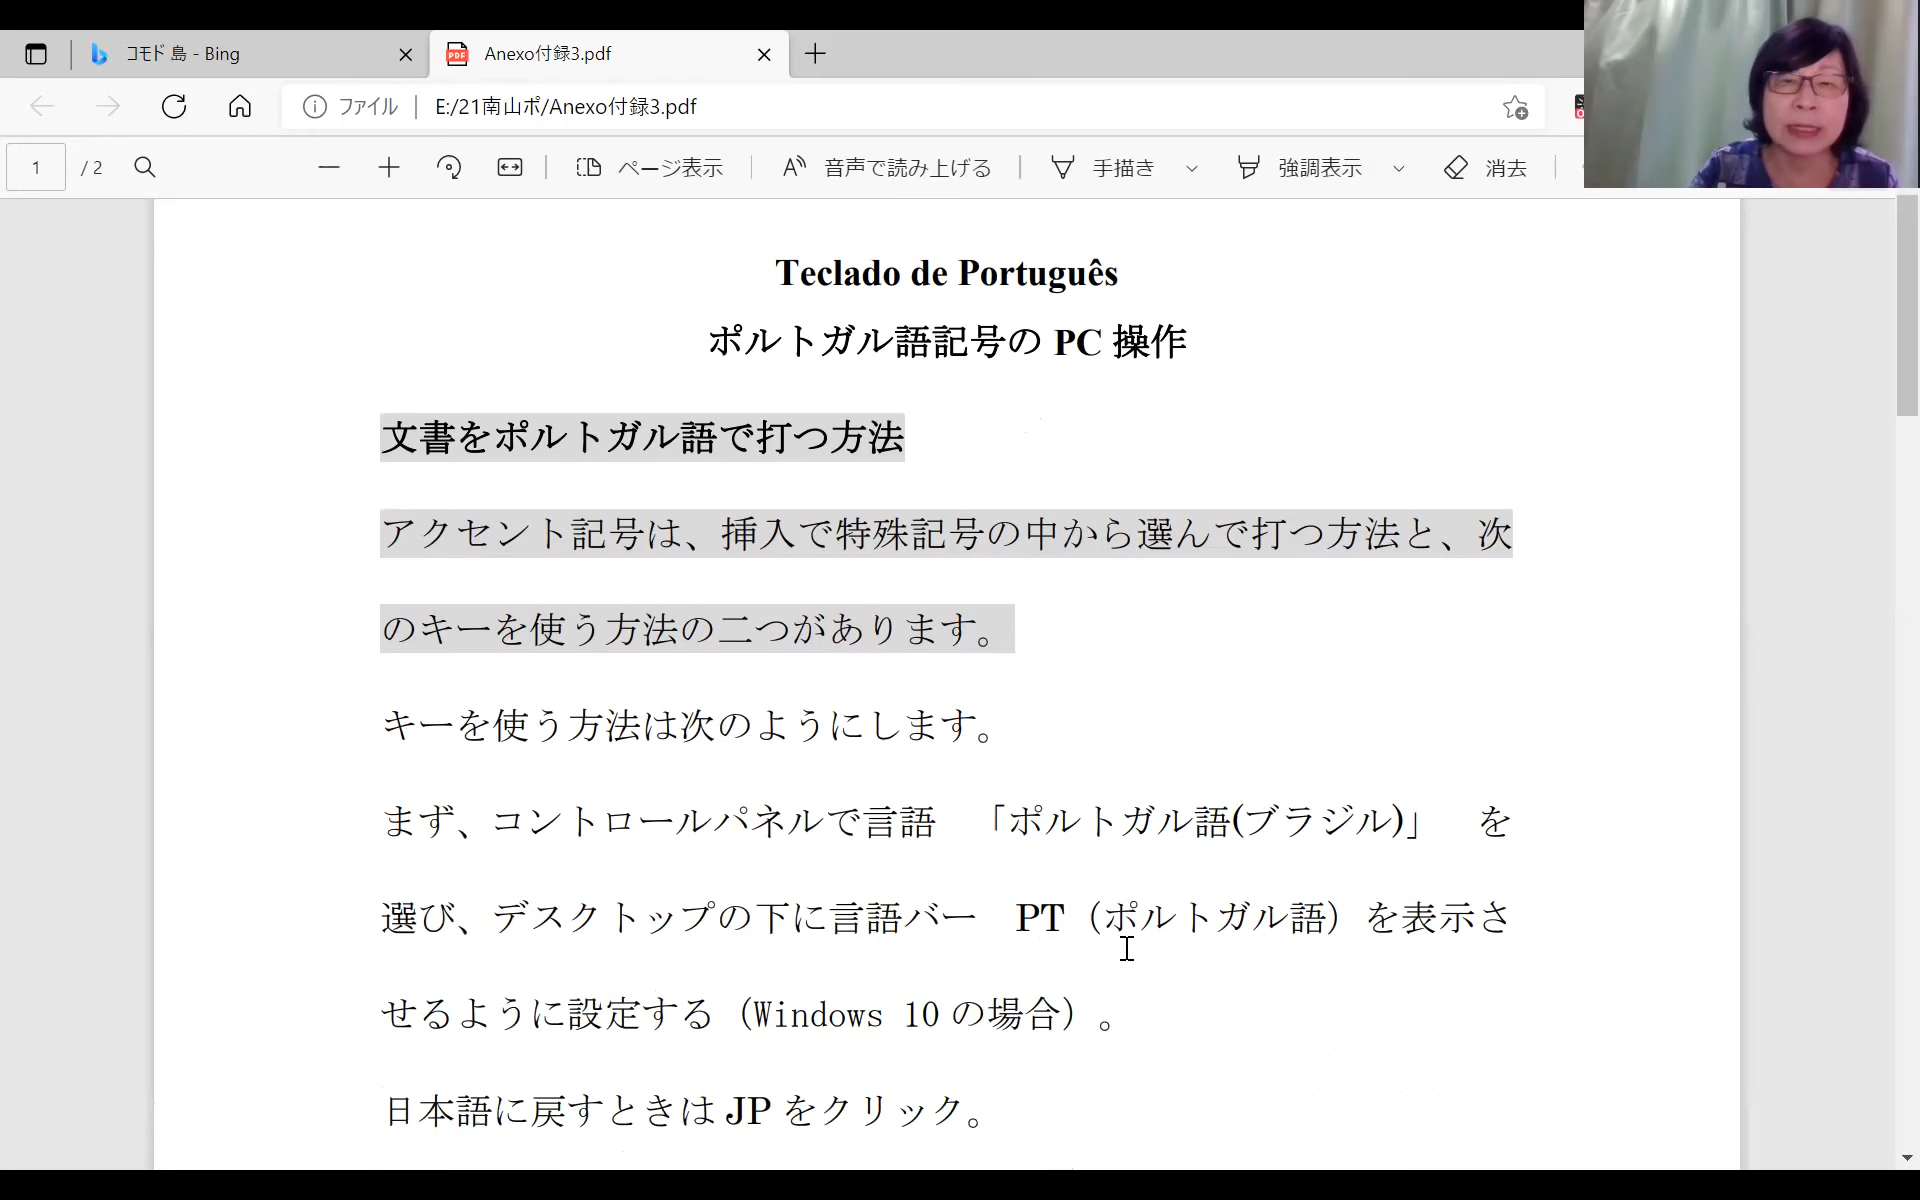 コモド 島 - Bing
Anexo付録3.pdf
ファイル
E:/21南山ポ/Anexo付録3.pdf
1
/ 2
ページ表示
音声で読み上げる
手描き
強調表示
消去
Teclado de Português
ポルトガル語記号の PC 操作
文書をポルトガル語で打つ方法
アクセント記号は、挿入で特殊記号の中から選んで打つ方法と、次
のキーを使う方法の二つがあります。
キーを使う方法は次のようにします。
まず、コントロールパネルで言語　「ポルトガル語(ブラジル)」　を
選び、デスクトップの下に言語バー　PT（ポルトガル語）を表示さ
せるように設定する（Windows 10 の場合）。
日本語に戻すときは JP をクリック。